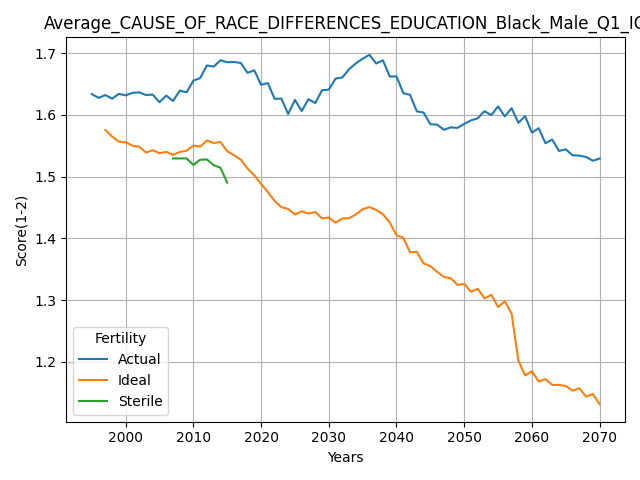 Average_CAUSE_OF_RACE_DIFFERENCES_EDUCATION_Black_Male_Q1_IC
1.7
1.6
1.5
1.4
1.3
1.2
Score(1-2)
Fertility
Actual
Ideal
Sterile
2000 2010 2020 2030 2040 2050 2060 2070
Years